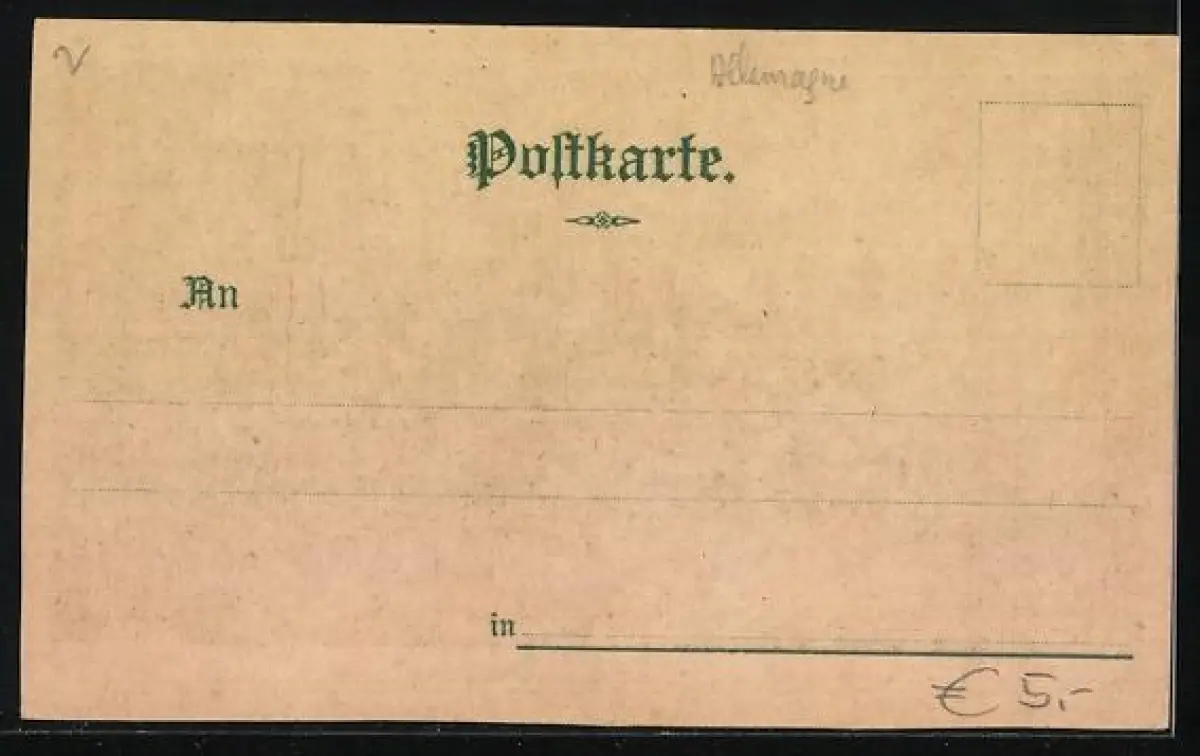 v
Allemagne
Postkarte.
An
in
€ 5,-